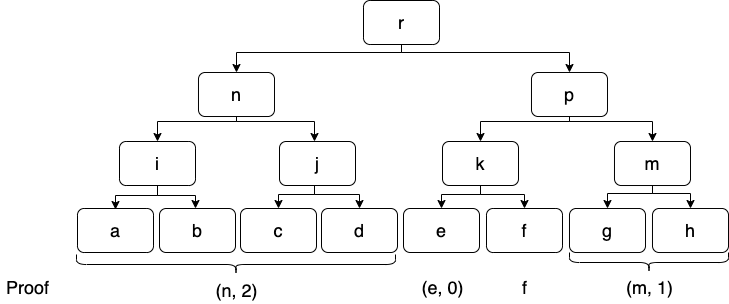 r
n p
i j k m
a b c d e f g h
Proof (n, 2) (e, 0) f (m, 1)